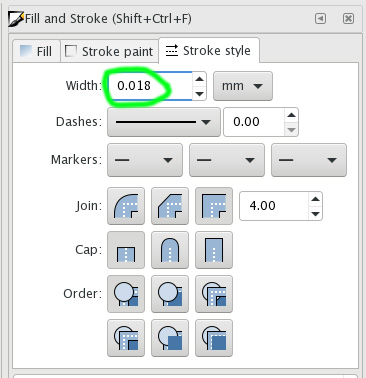 Fill and Stroke (Shift+Ctrl+F)
Fill Stroke paint Stroke style
Width: 0.018 mm
Dashes: 0.00
Markers:
Join: 4.00
Cap:
Order: